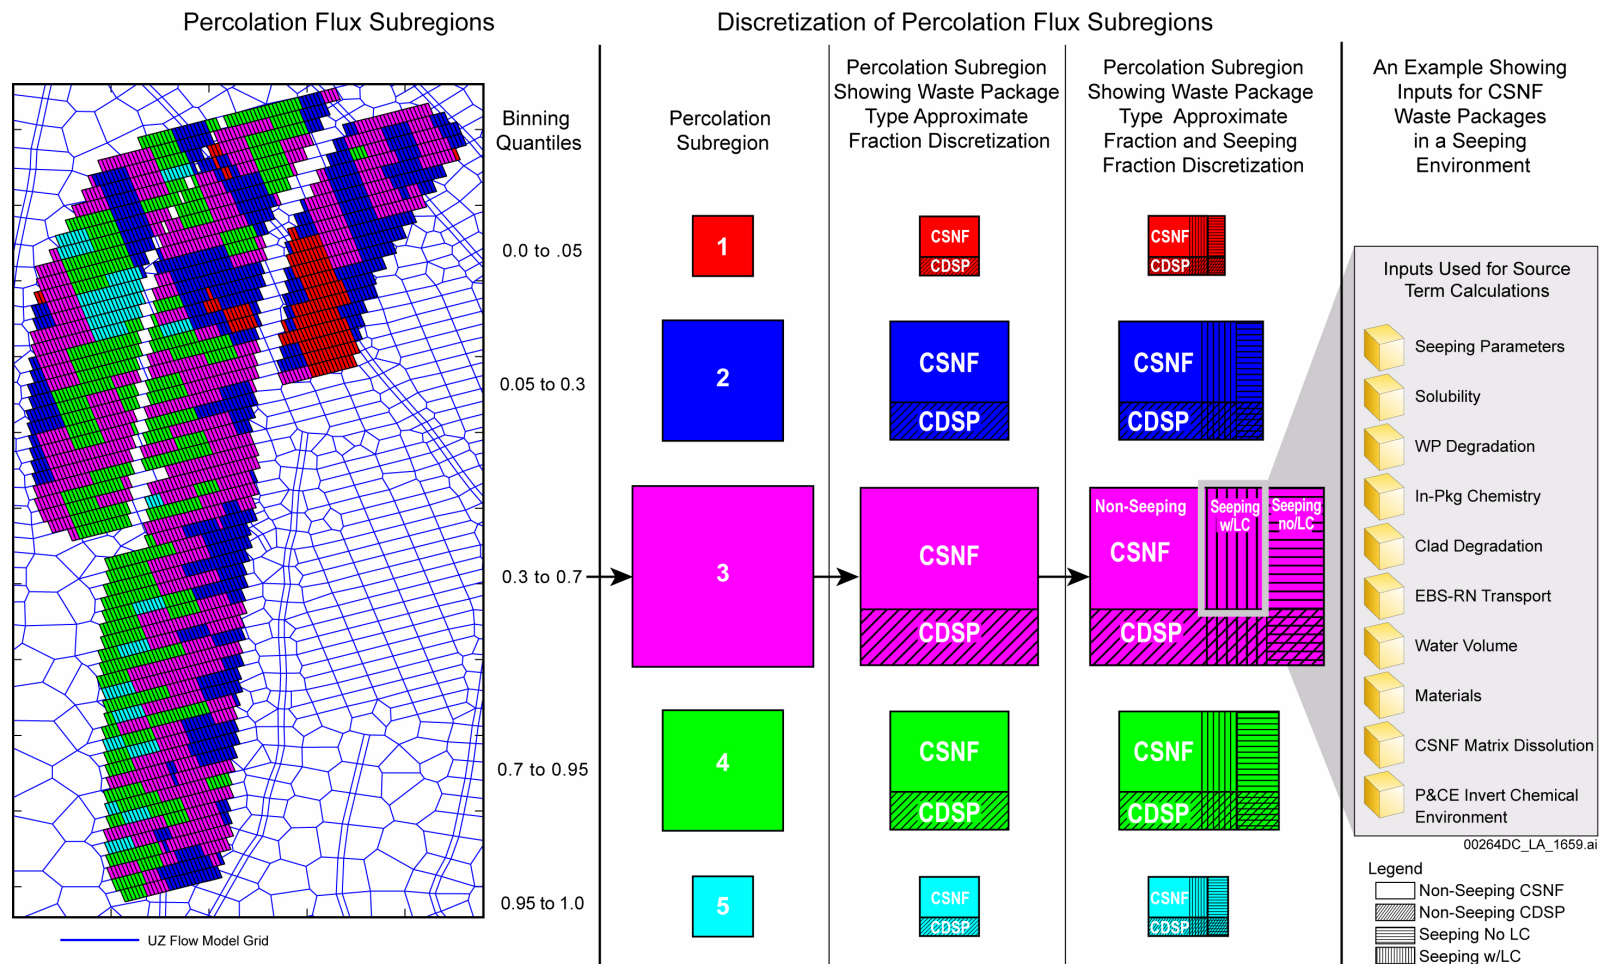 Percolation Flux Subregions
Discretization of Percolation Flux Subregions
Binning
Quantiles
Percolation
Subregion
Percolation Subregion
Showing Waste Package
Type Approximate
Fraction Discretization
Percolation Subregion
Showing Waste Package
Type Approximate
Fraction and Seeping
Fraction Discretization
An Example Showing
Inputs for CSNF
Waste Packages
in a Seeping
Environment
0.0 to .05
1
CSNF
CDSP
CSNF
CDSP
0.05 to 0.3
2
CSNF
CDSP
CSNF
CDSP
0.3 to 0.7
3
CSNF
CDSP
Non-Seeping
CSNF
CDSP
Seeping
w/LC
Seeping
no/LC
0.7 to 0.95
4
CSNF
CDSP
CSNF
CDSP
0.95 to 1.0
5
CSNF
CDSP
CSNF
CDSP
Inputs Used for Source
Term Calculations
Seeping Parameters
Solubility
WP Degradation
In-Pkg Chemistry
Clad Degradation
EBS-RN Transport
Water Volume
Materials
CSNF Matrix Dissolution
P&CE Invert Chemical
Environment
00264DC_LA_1659.ai
Legend
Non-Seeping CSNF
Non-Seeping CDSP
Seeping No LC
Seeping w/LC
UZ Flow Model Grid